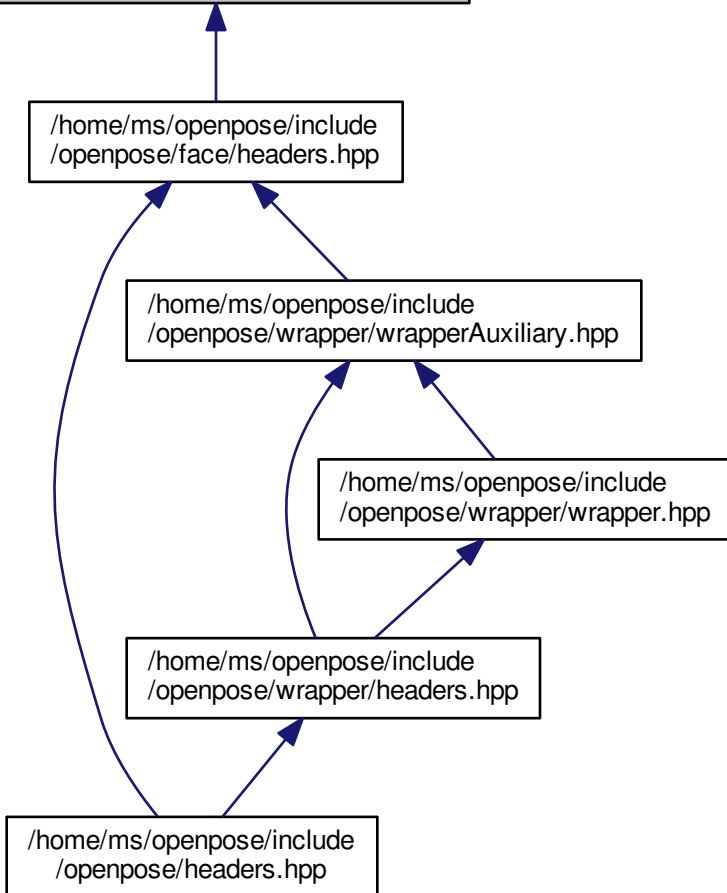 /home/ms/openpose/include
/openpose/face/headers.hpp
/home/ms/openpose/include
/openpose/wrapper/wrapperAuxiliary.hpp
/home/ms/openpose/include
/openpose/wrapper/wrapper.hpp
/home/ms/openpose/include
/openpose/wrapper/headers.hpp
/home/ms/openpose/include
/openpose/headers.hpp